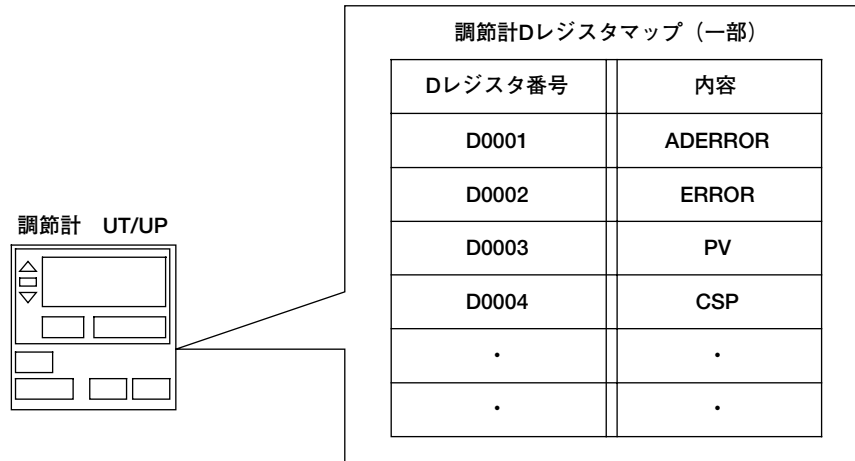 調節計Dレジスタマップ（一部）
Dレジスタ番号 内容
D0001 ADERROR
D0002 ERROR
D0003 PV
D0004 CSP
・ ・
・ ・
調節計 UT/UP